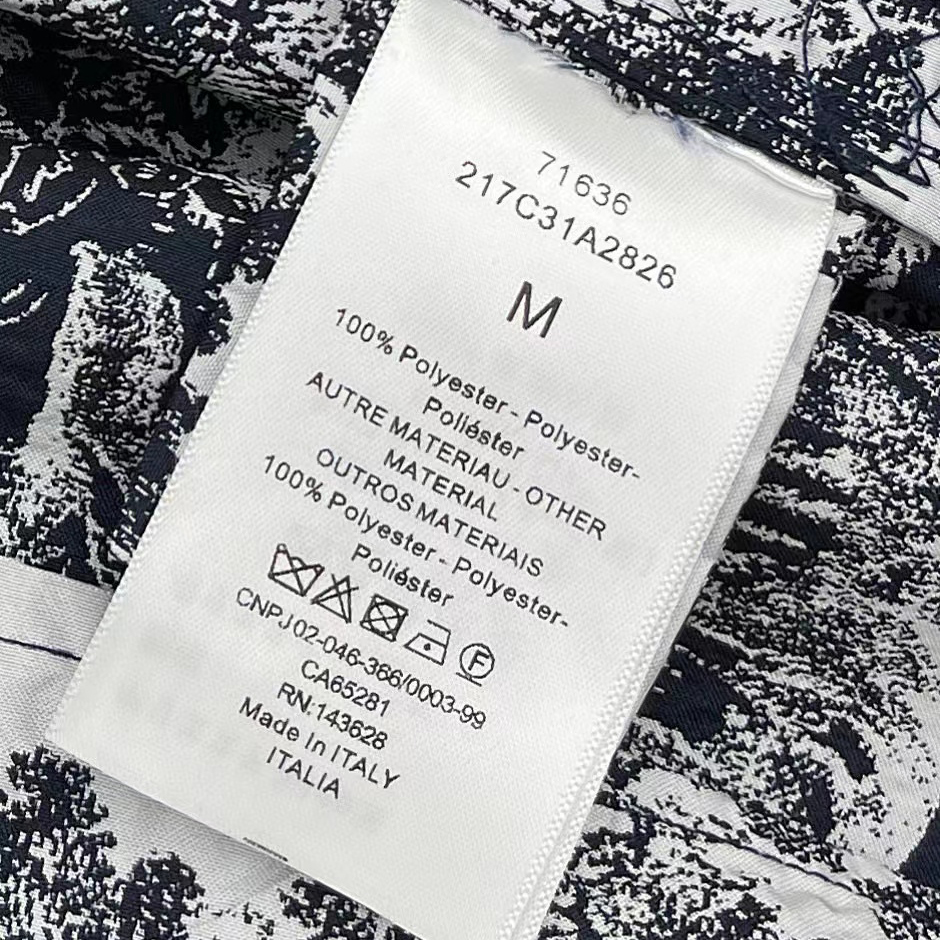 71636
217C31A2826
M
100% Polyester - Polyester-
Poliéster
AUTRE MATERIAU - OTHER
MATERIAL
OUTROS MATERIAIS
100% Polyester - Polyester-
Poliéster
F
CNPJ 02-046-366/0003-99
CA65281
RN:143628
Made In ITALY
ITALIA